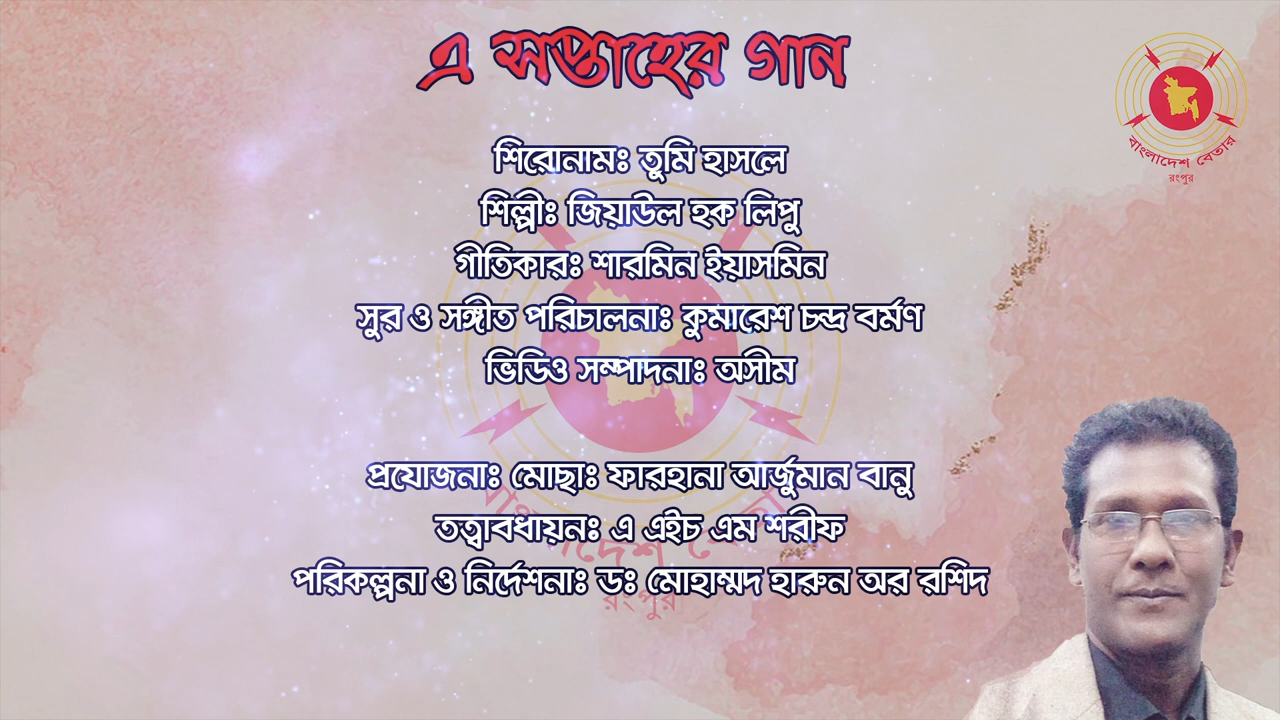 এ সপ্তাহের গান
বাংলাদেশ বেতার
রংপুর
শিরোনামঃ তুমি হাসলে
শিল্পীঃ জিয়াউল হক লিপু
গীতিকারঃ শারমিন ইয়াসমিন
সুর ও সঙ্গীত পরিচালনাঃ কুমারেশ চন্দ্র বর্মণ
ভিডিও সম্পাদনাঃ অসীম
প্রযোজনাঃ মোছাঃ ফারহানা আর্জুমান বানু
তত্বাবধায়নঃ এ এইচ এম শরীফ
পরিকল্পনা ও নির্দেশনাঃ ডঃ মোহাম্মদ হারুন অর রশিদ
রংপুর